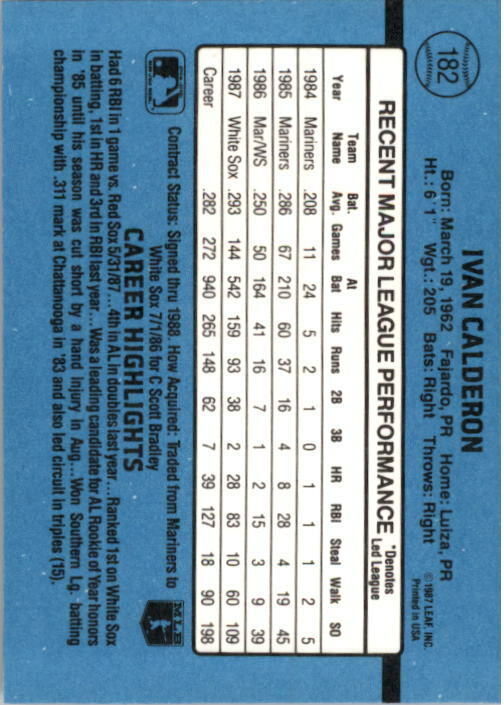 182
IVAN CALDERON
Born: March 19, 1962 Fajardo, PR Home: Luiza, PR
Ht.: 6'1" Wgt.: 205 Bats: Right Throws: Right
© 1987 LEAF, INC.
Printed in USA
RECENT MAJOR LEAGUE PERFORMANCE
*Denotes
Led League
Year Team Name Bat. Avg. Games At Bat Hits Runs 2B 3B HR RBI Steal Walk SO
1984 Mariners .208 11 24 5 2 1 0 1 1 1 2 5
1985 Mariners .286 67 210 60 37 16 4 8 28 4 19 45
1986 Mar/WS .250 50 164 41 16 7 1 2 15 3 9 39
1987 White Sox .293 144 542 159 93 38 2 28 83 10 60 109
Career .282 272 940 265 148 62 7 39 127 18 90 198
Contract Status: Signed thru 1988. How Acquired: Traded from Mariners to
White Sox 7/1/86 for C Scott Bradley
MLB
CAREER HIGHLIGHTS
Had 6 RBI in 1 game vs. Red Sox 5/31/87 ... 4th in AL in doubles last year ... Ranked 1st on White Sox
in batting, 1st in HR and 3rd in RBI last year ... Was a leading candidate for AL Rookie of Year honors
in '85 until his season was cut short by a hand injury in Aug ... Won Southern Lg. batting
championship with .311 mark at Chattanooga in '83 and also led circuit in triples (15).